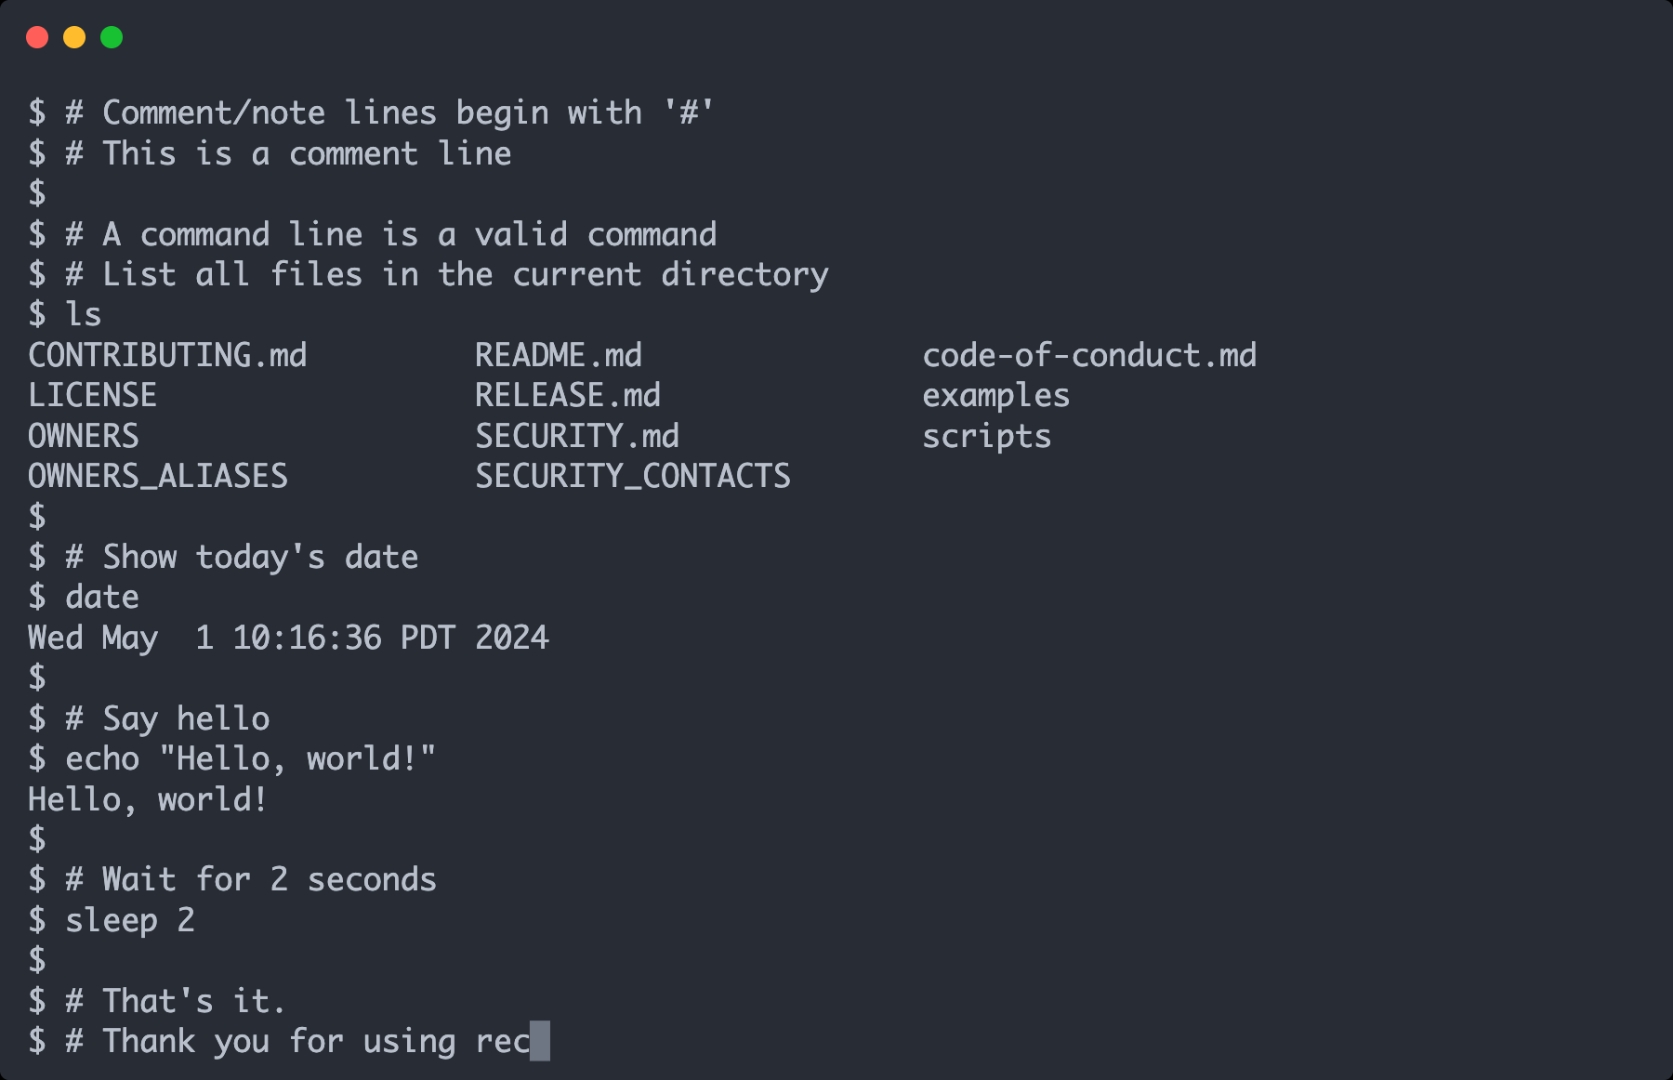 $ # Comment/note lines begin with '#'
$ # This is a comment line
$
$ # A command line is a valid command
$ # List all files in the current directory
$ ls
CONTRIBUTING.md         README.md               code-of-conduct.md
LICENSE                 RELEASE.md              examples
OWNERS                  SECURITY.md             scripts
OWNERS_ALIASES          SECURITY_CONTACTS
$
$ # Show today's date
$ date
Wed May  1 10:16:36 PDT 2024
$
$ # Say hello
$ echo "Hello, world!"
Hello, world!
$
$ # Wait for 2 seconds
$ sleep 2
$
$ # That's it.
$ # Thank you for using rec